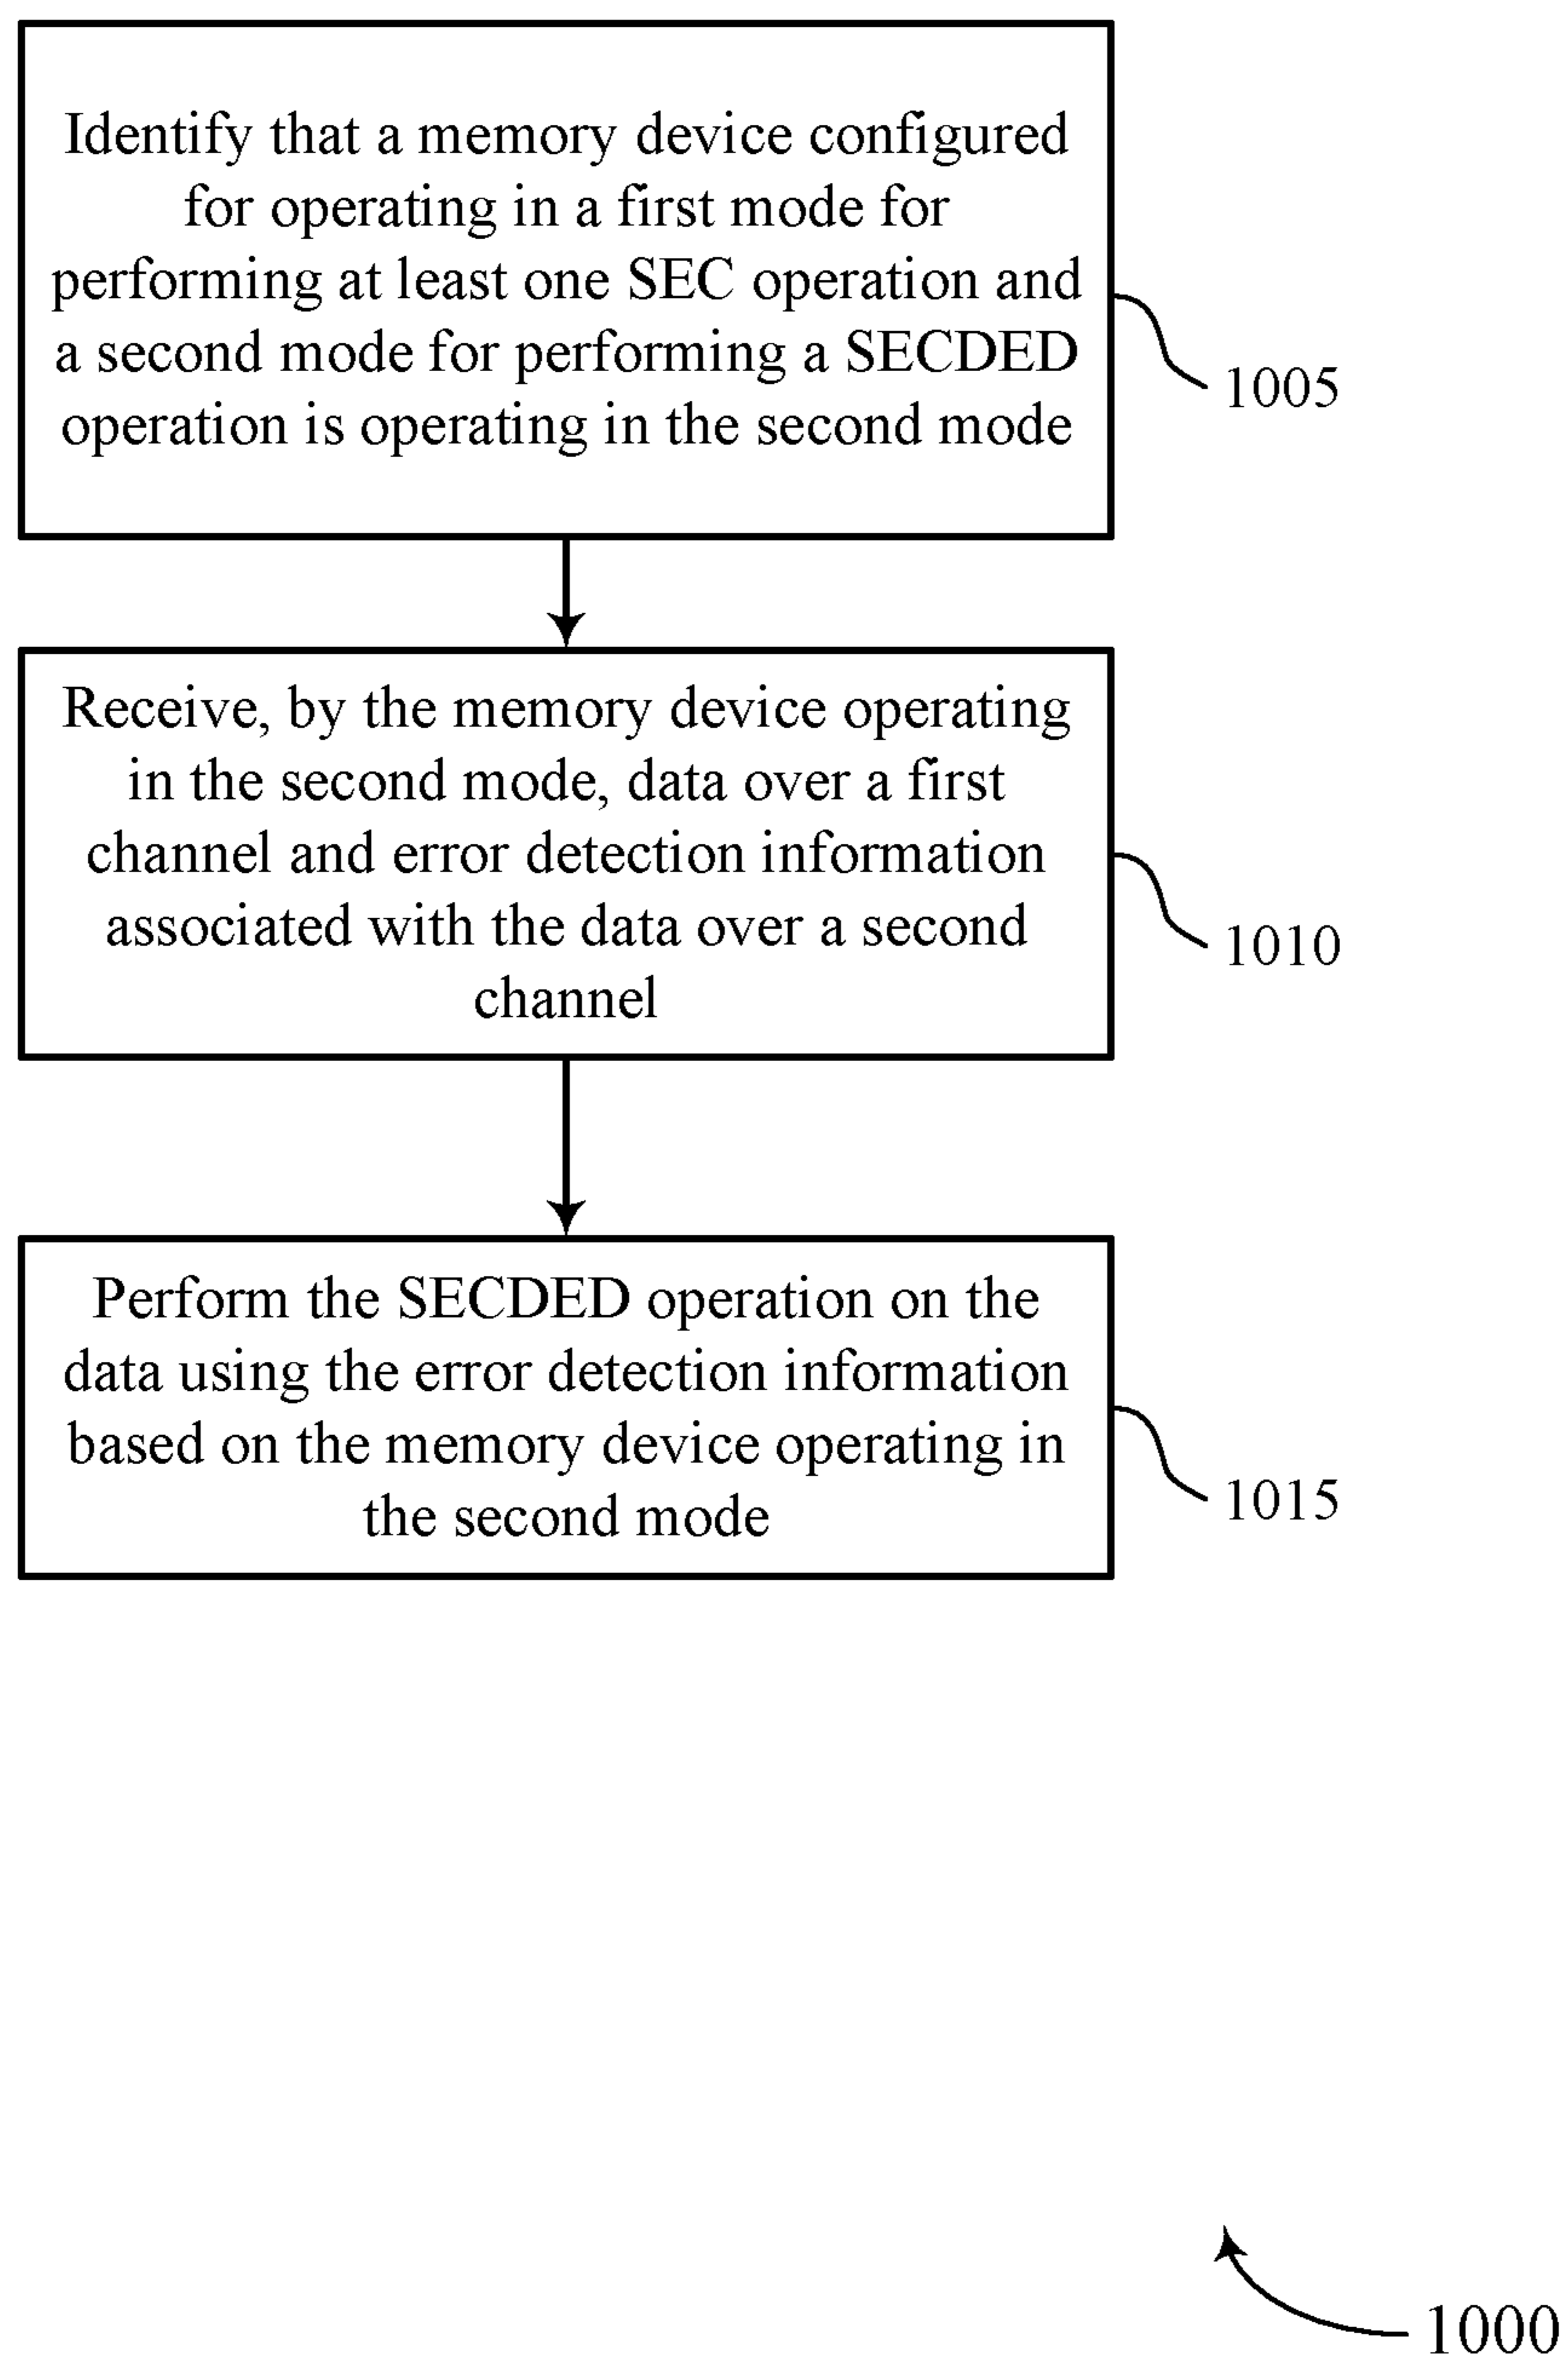 Identify that a memory device configured
for operating in a first mode for
performing at least one SEC operation and
a second mode for performing a SECDED
operation is operating in the second mode
1005
Receive, by the memory device operating
in the second mode, data over a first
channel and error detection information
associated with the data over a second
channel
1010
Perform the SECDED operation on the
data using the error detection information
based on the memory device operating in
the second mode
1015
1000